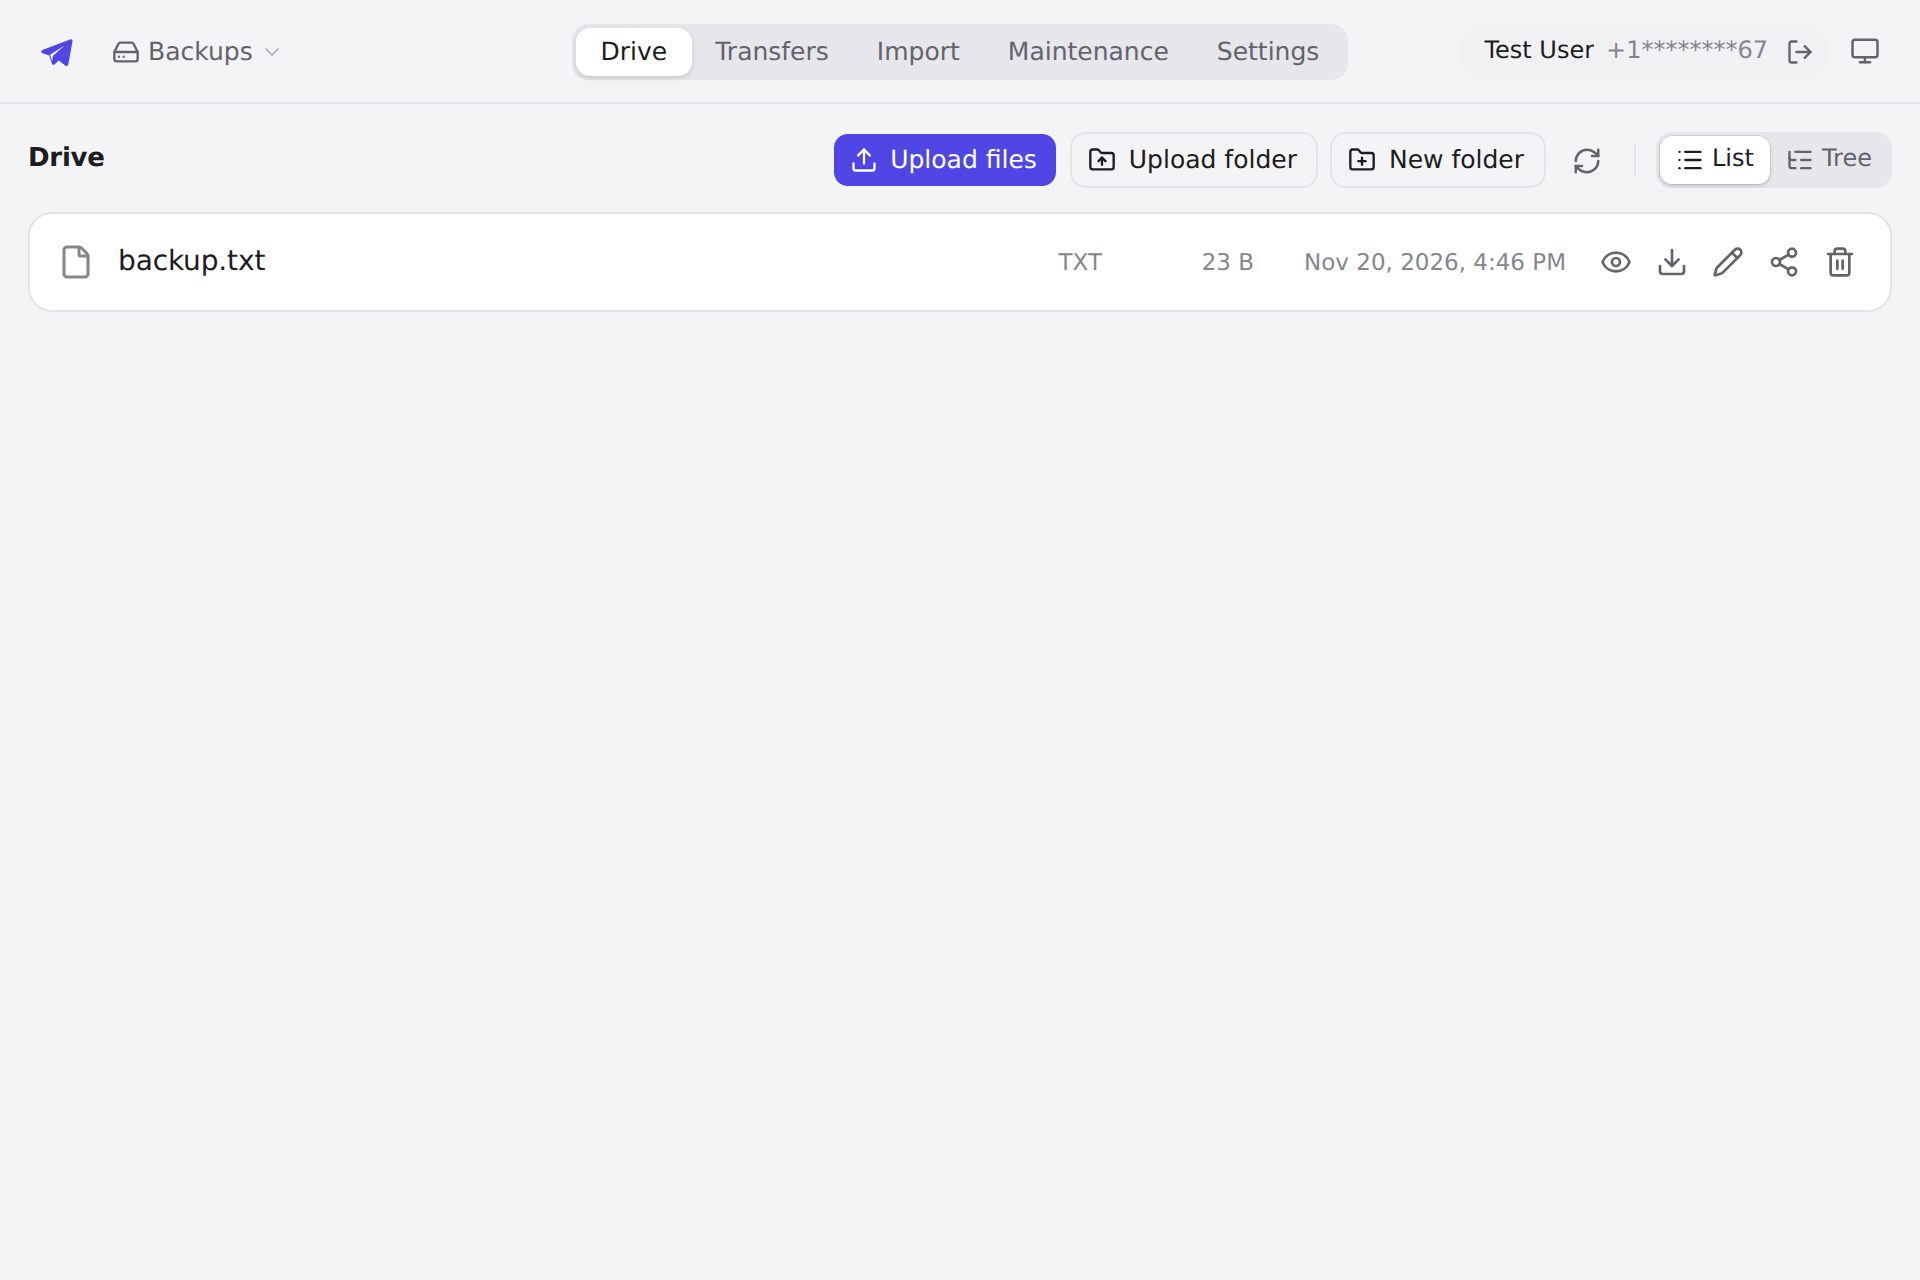 Backups Drive Transfers Import Maintenance Settings Test User +1********67
Drive Upload files Upload folder New folder List Tree
backup.txt TXT 23 B Nov 20, 2026, 4:46 PM